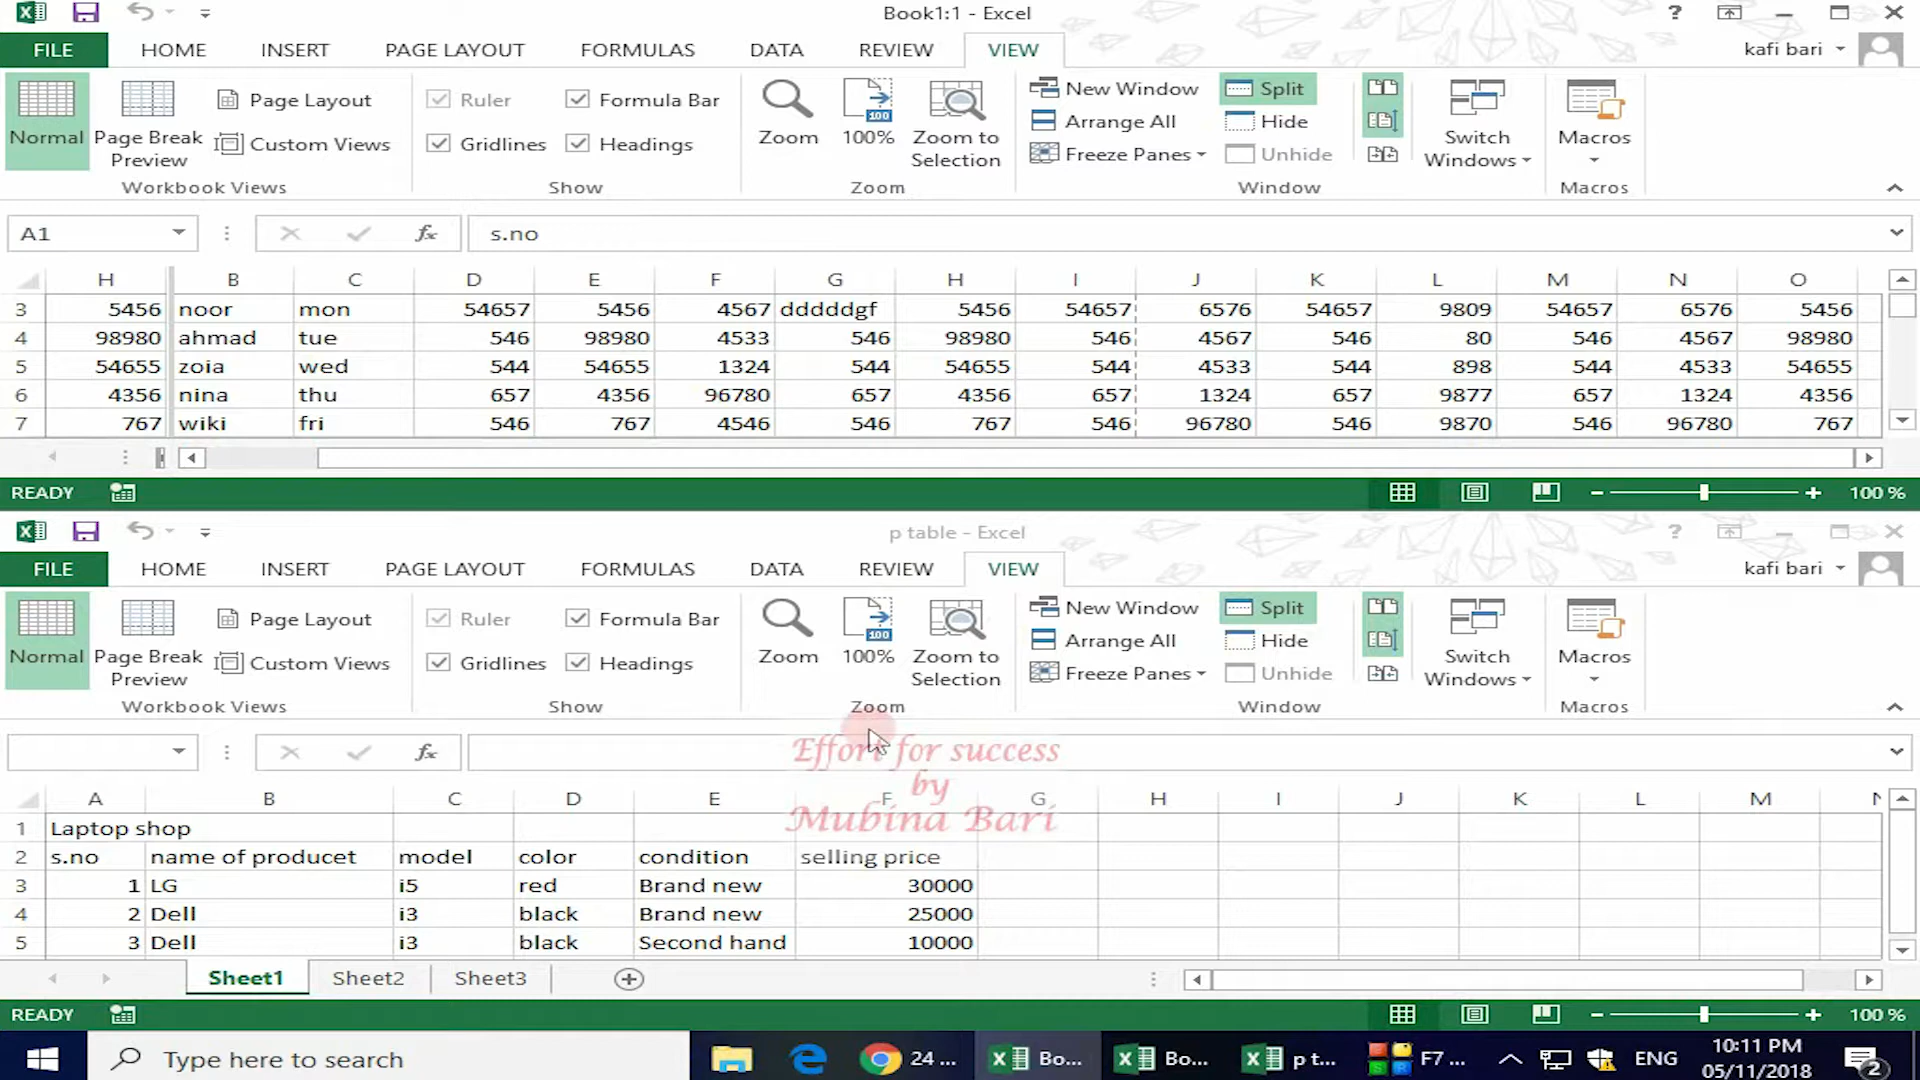 Book1:1 - Excel
FILE HOME INSERT PAGE LAYOUT FORMULAS DATA REVIEW VIEW kafi bari
Normal Page Break Preview Page Layout Custom Views
Workbook Views
Ruler Formula Bar
Gridlines Headings
Show
Zoom 100% Zoom to Selection
Zoom
New Window Split
Arrange All Hide
Freeze Panes Unhide
Switch Windows
Window
Macros
Macros
A1 fx s.no
H B C D E F G H I J K L M N O
3 5456 noor mon 54657 5456 4567 dddddgf 5456 54657 6576 54657 9809 54657 6576 5456
4 98980 ahmad tue 546 98980 4533 546 98980 546 4567 546 80 546 4567 98980
5 54655 zoia wed 544 54655 1324 544 54655 544 4533 544 898 544 4533 54655
6 4356 nina thu 657 4356 96780 657 4356 657 1324 657 9877 657 1324 4356
7 767 wiki fri 546 767 4546 546 767 546 96780 546 9870 546 96780 767
READY 100 %
p table - Excel
FILE HOME INSERT PAGE LAYOUT FORMULAS DATA REVIEW VIEW kafi bari
Normal Page Break Preview Page Layout Custom Views
Workbook Views
Ruler Formula Bar
Gridlines Headings
Show
Zoom 100% Zoom to Selection
Zoom
New Window Split
Arrange All Hide
Freeze Panes Unhide
Switch Windows
Window
Macros
Macros
fx
Effort for success
by
Mubina Bari
A B C D E F G H I J K L M
1 Laptop shop
2 s.no name of producet model color condition selling price
3 1 LG i5 red Brand new 30000
4 2 Dell i3 black Brand new 25000
5 3 Dell i3 black Second hand 10000
Sheet1 Sheet2 Sheet3
READY 100 %
Type here to search 24 ... Bo... Bo... p t... F7 ... ENG 10:11 PM
05/11/2018 2